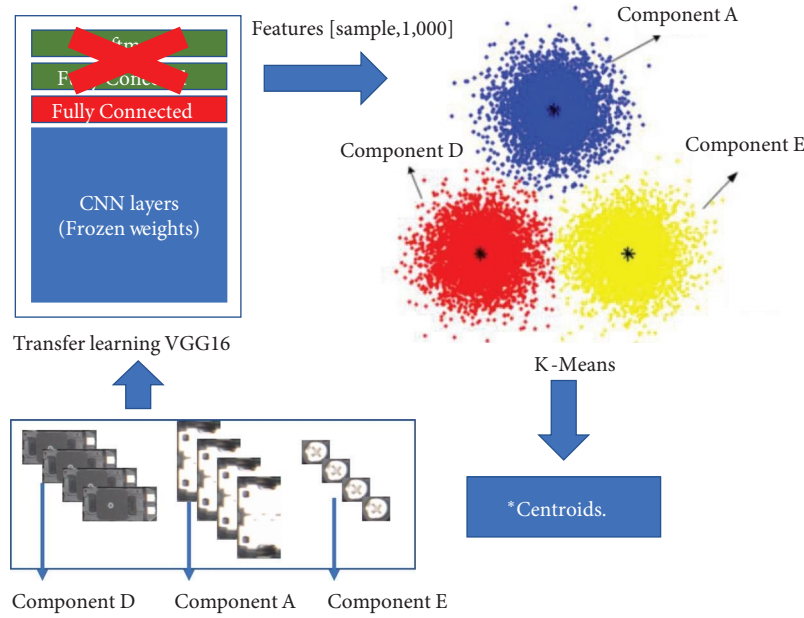 Features [sample,1,000]
Component A
Fully Connected
CNN layers
(Frozen weights)
Component D
Component E
Transfer learning VGG16
K-Means
*Centroids.
Component D
Component A
Component E